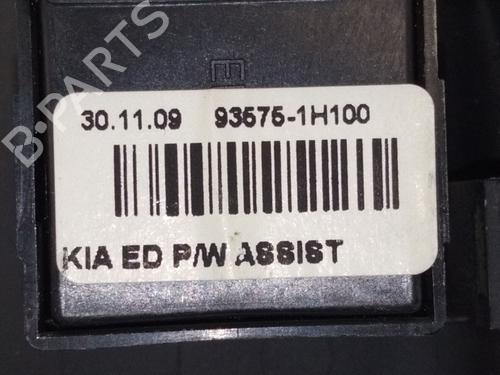 B-PARTS
30.11.09 93575-1H100
KIA ED P/W ASSIST